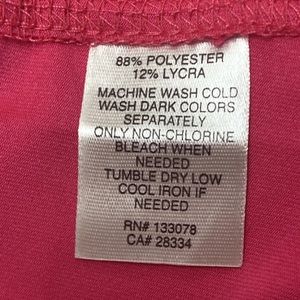 88% POLYESTER
12% LYCRA
MACHINE WASH COLD
WASH DARK COLORS
SEPARATELY
ONLY NON-CHLORINE
BLEACH WHEN
NEEDED
TUMBLE DRY LOW
COOL IRON IF
NEEDED
RN# 133078
CA# 28334